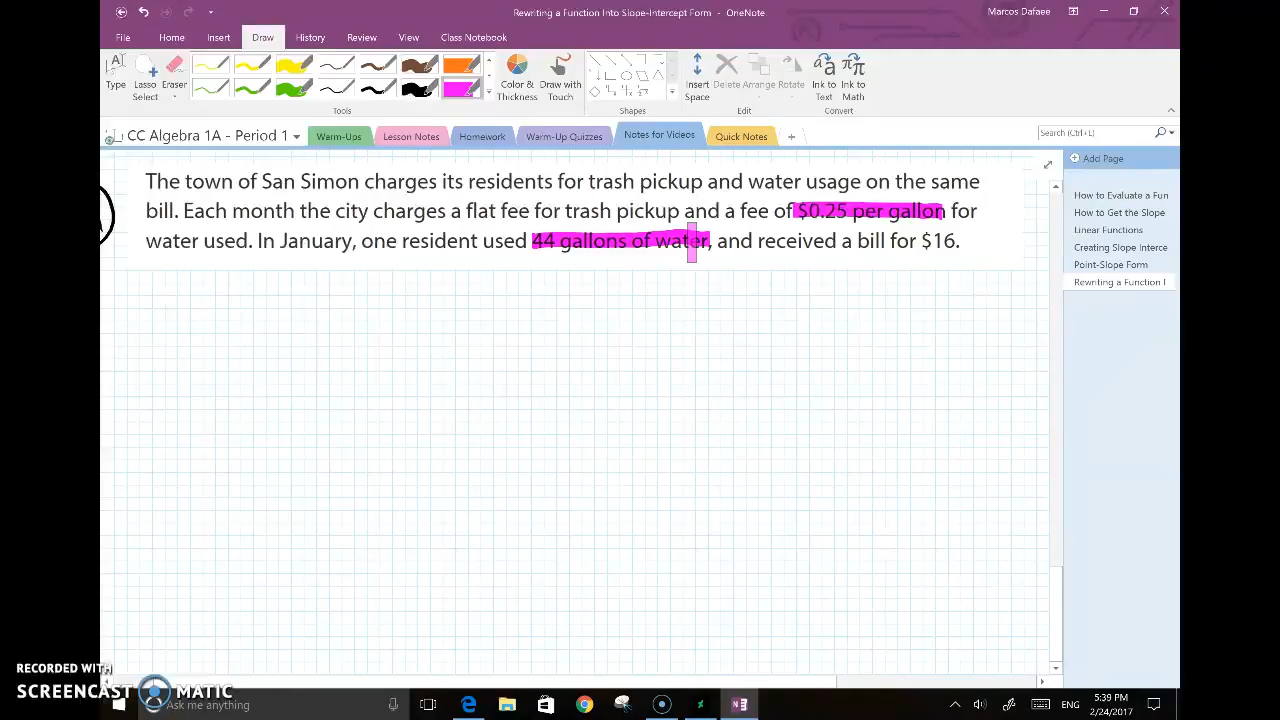 Rewriting a Function Into Slope-Intercept Form - OneNote
Marcos Dafaee
File Home Insert Draw History Review View Class Notebook
Type
Lasso Select
Eraser
Color & Thickness
Draw with Touch
Insert Space
Delete
Arrange
Rotate
Ink to Text
Ink to Math
Tools
Shapes
Edit
Convert
CC Algebra 1A - Period 1
Warm-Ups
Lesson Notes
Homework
Warm-Up Quizzes
Notes for Videos
Quick Notes
Search (Ctrl+L)
Add Page
The town of San Simon charges its residents for trash pickup and water usage on the same
bill. Each month the city charges a flat fee for trash pickup and a fee of $0.25 per gallon for
water used. In January, one resident used 44 gallons of water, and received a bill for $16.
How to Evaluate a Fun
How to Get the Slope
Linear Functions
Creating Slope Interce
Point-Slope Form
Rewriting a Function I
RECORDED WITH
SCREENCAST MATIC
Ask me anything
ENG
5:39 PM
2/24/2017